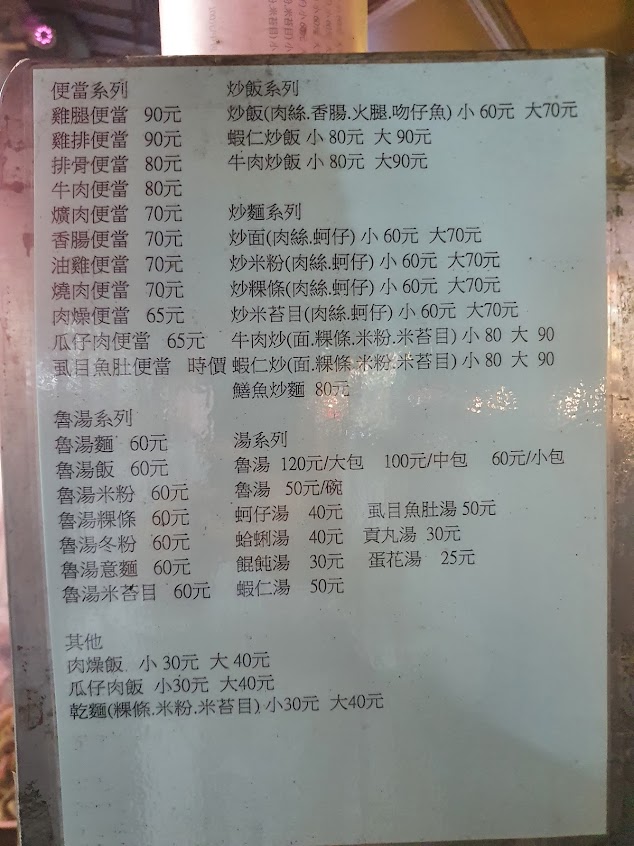 便當系列
雞腿便當 90元
雞排便當 90元
排骨便當 80元
牛肉便當 80元
爌肉便當 70元
香腸便當 70元
油雞便當 70元
燒肉便當 70元
肉燥便當 65元
瓜仔肉便當 65元
虱目魚肚便當 時價
炒飯系列
炒飯(肉絲.香腸.火腿.吻仔魚) 小 60元 大70元
蝦仁炒飯 小 80元 大 90元
牛肉炒飯 小 80元 大90元
炒麵系列
炒面(肉絲.蚵仔) 小 60元 大70元
炒米粉(肉絲.蚵仔) 小 60元 大70元
炒粿條(肉絲.蚵仔) 小 60元 大70元
炒米苔目(肉絲.蚵仔) 小 60元 大70元
牛肉炒(面.粿條.米粉.米苔目) 小 80 大 90
蝦仁炒(面.粿條.米粉.米苔目) 小 80 大 90
鱔魚炒麵 80元
魯湯系列
魯湯麵 60元
魯湯飯 60元
魯湯米粉 60元
魯湯粿條 60元
魯湯冬粉 60元
魯湯意麵 60元
魯湯米苔目 60元
湯系列
魯湯 120元/大包 100元/中包 60元/小包
魯湯 50元/碗
蚵仔湯 40元 虱目魚肚湯 50元
蛤蜊湯 40元 貢丸湯 30元
餛飩湯 30元 蛋花湯 25元
蝦仁湯 50元
其他
肉燥飯 小 30元 大 40元
瓜仔肉飯 小30元 大40元
乾麵(粿條.米粉.米苔目) 小30元 大40元